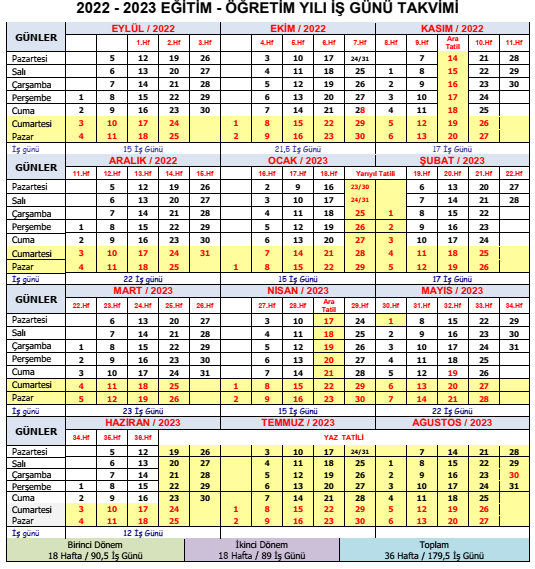 2022 - 2023 EĞİTİM - ÖĞRETİM YILI İŞ GÜNÜ TAKVİMİ
GÜNLER EYLÜL / 2022 EKİM / 2022 KASIM / 2022
1.Hf 2.Hf 3.Hf 4.Hf 5.Hf 6.Hf 7.Hf 8.Hf 9.Hf Ara Tatil 10.Hf 11.Hf
Pazartesi 5 12 19 26 3 10 17 24/31 7 14 21 28
Salı 6 13 20 27 4 11 18 25 1 8 15 22 29
Çarşamba 7 14 21 28 5 12 19 26 2 9 16 23 30
Perşembe 1 8 15 22 29 6 13 20 27 3 10 17 24
Cuma 2 9 16 23 30 7 14 21 28 4 11 18 25
Cumartesi 3 10 17 24 1 8 15 22 29 5 12 19 26
Pazar 4 11 18 25 2 9 16 23 30 6 13 20 27
İş günü 15 İş Günü 21,5 İş Günü 17 İş Günü
GÜNLER ARALIK / 2022 OCAK / 2023 ŞUBAT / 2023
11.Hf 12.Hf 13.Hf 14.Hf 15.Hf 16.Hf 17.Hf 18.Hf Yarıyıl Tatili 19.Hf 20.Hf 21.Hf 22.Hf
Pazartesi 5 12 19 26 2 9 16 23/30 6 13 20 27
Salı 6 13 20 27 3 10 17 24/31 7 14 21 28
Çarşamba 7 14 21 28 4 11 18 25 1 8 15 22
Perşembe 1 8 15 22 29 5 12 19 26 2 9 16 23
Cuma 2 9 16 23 30 6 13 20 27 3 10 17 24
Cumartesi 3 10 17 24 31 7 14 21 28 4 11 18 25
Pazar 4 11 18 25 1 8 15 22 29 5 12 19 26
İş günü 22 İş Günü 15 İş Günü 17 İş Günü
GÜNLER MART / 2023 NİSAN / 2023 MAYIS / 2023
22.Hf 23.Hf 24.Hf 25.Hf 26.Hf 27.Hf 28.Hf Ara Tatil 29.Hf 30.Hf 31.Hf 32.Hf 33.Hf 34.Hf
Pazartesi 6 13 20 27 3 10 17 24 1 8 15 22 29
Salı 7 14 21 28 4 11 18 25 2 9 16 23 30
Çarşamba 1 8 15 22 29 5 12 19 26 3 10 17 24 31
Perşembe 2 9 16 23 30 6 13 20 27 4 11 18 25
Cuma 3 10 17 24 31 7 14 21 28 5 12 19 26
Cumartesi 4 11 18 25 1 8 15 22 29 6 13 20 27
Pazar 5 12 19 26 2 9 16 23 30 7 14 21 28
İş günü 23 İş Günü 15 İş Günü 22 İş Günü
GÜNLER HAZİRAN / 2023 TEMMUZ / 2023 AĞUSTOS / 2023
34.Hf 35.Hf 36.Hf YAZ TATİLİ
Pazartesi 5 12 19 26 3 10 17 24/31 7 14 21 28
Salı 6 13 20 27 4 11 18 25 1 8 15 22 29
Çarşamba 7 14 21 28 5 12 19 26 2 9 16 23 30
Perşembe 1 8 15 22 29 6 13 20 27 3 10 17 24 31
Cuma 2 9 16 23 30 7 14 21 28 4 11 18 25
Cumartesi 3 10 17 24 1 8 15 22 29 5 12 19 26
Pazar 4 11 18 25 2 9 16 23 30 6 13 20 27
İş günü 12 İş Günü
Birinci Dönem İkinci Dönem Toplam
18 Hafta / 90,5 İş Günü 18 Hafta / 89 İş Günü 36 Hafta / 179,5 İş Günü